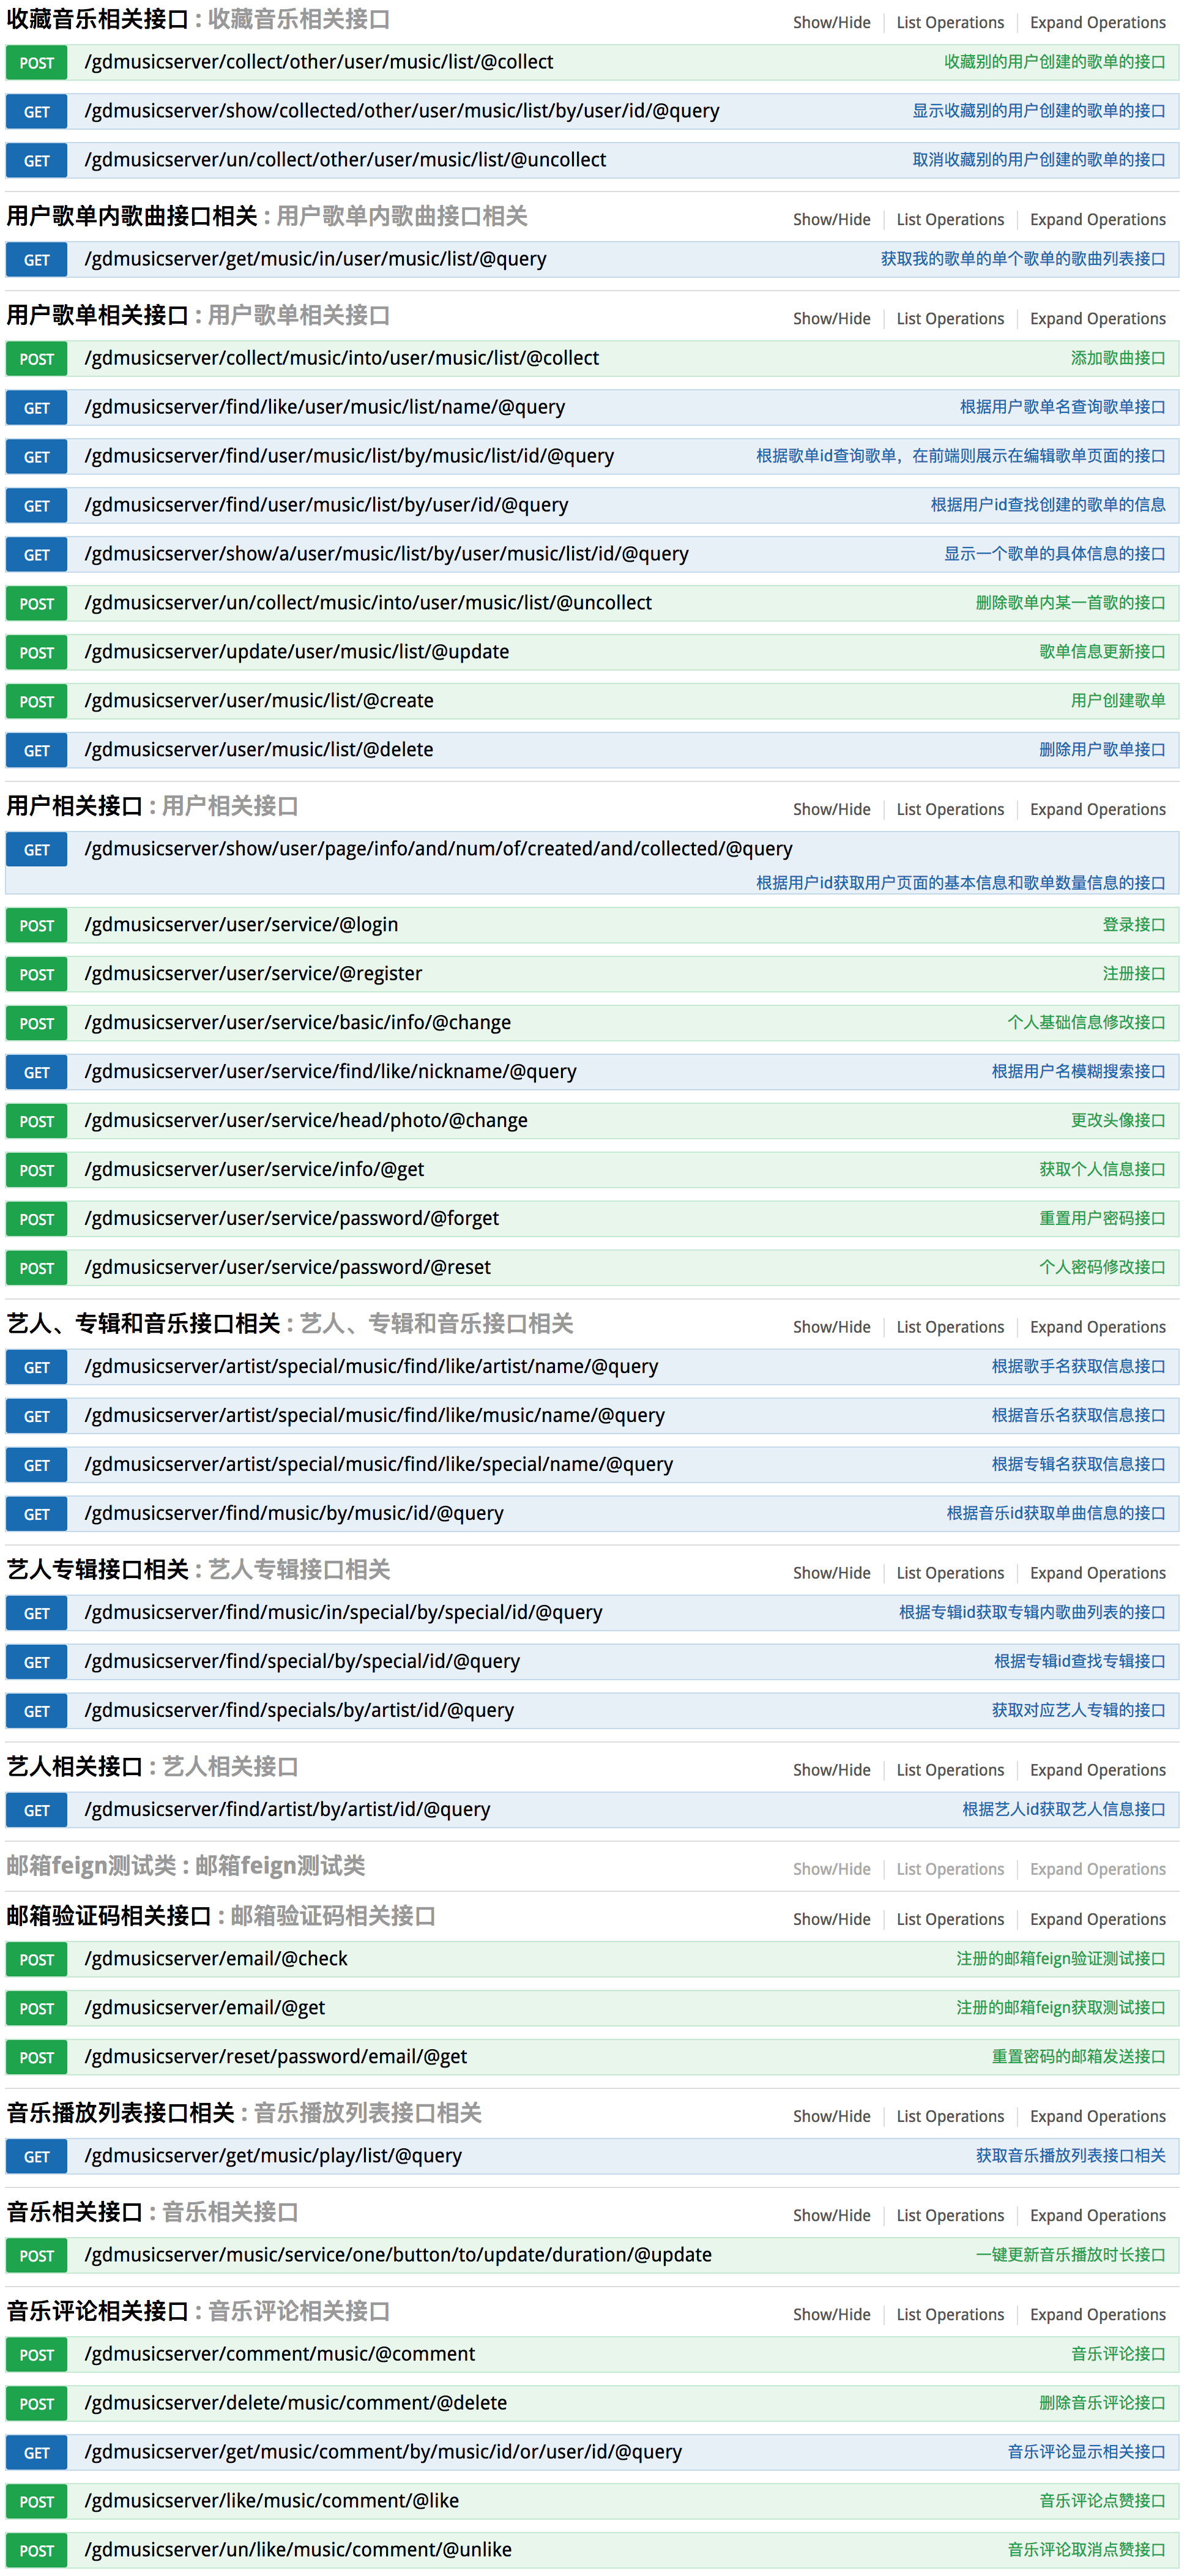 收藏音乐相关接口 : 收藏音乐相关接口 Show/Hide List Operations Expand Operations
POST /gdmusicserver/collect/other/user/music/list/@collect 收藏别的用户创建的歌单的接口
GET /gdmusicserver/show/collected/other/user/music/list/by/user/id/@query 显示收藏别的用户创建的歌单的接口
GET /gdmusicserver/un/collect/other/user/music/list/@uncollect 取消收藏别的用户创建的歌单的接口
用户歌单内歌曲接口相关 : 用户歌单内歌曲接口相关 Show/Hide List Operations Expand Operations
GET /gdmusicserver/get/music/in/user/music/list/@query 获取我的歌单的单个歌单的歌曲列表接口
用户歌单相关接口 : 用户歌单相关接口 Show/Hide List Operations Expand Operations
POST /gdmusicserver/collect/music/into/user/music/list/@collect 添加歌曲接口
GET /gdmusicserver/find/like/user/music/list/name/@query 根据用户歌单名查询歌单接口
GET /gdmusicserver/find/user/music/list/by/music/list/id/@query 根据歌单id查询歌单，在前端则展示在编辑歌单页面的接口
GET /gdmusicserver/find/user/music/list/by/user/id/@query 根据用户id查找创建的歌单的信息
GET /gdmusicserver/show/a/user/music/list/by/user/music/list/id/@query 显示一个歌单的具体信息的接口
POST /gdmusicserver/un/collect/music/into/user/music/list/@uncollect 删除歌单内某一首歌的接口
POST /gdmusicserver/update/user/music/list/@update 歌单信息更新接口
POST /gdmusicserver/user/music/list/@create 用户创建歌单
GET /gdmusicserver/user/music/list/@delete 删除用户歌单接口
用户相关接口 : 用户相关接口 Show/Hide List Operations Expand Operations
GET /gdmusicserver/show/user/page/info/and/num/of/created/and/collected/@query
根据用户id获取用户页面的基本信息和歌单数量信息的接口
POST /gdmusicserver/user/service/@login 登录接口
POST /gdmusicserver/user/service/@register 注册接口
POST /gdmusicserver/user/service/basic/info/@change 个人基础信息修改接口
GET /gdmusicserver/user/service/find/like/nickname/@query 根据用户名模糊搜索接口
POST /gdmusicserver/user/service/head/photo/@change 更改头像接口
POST /gdmusicserver/user/service/info/@get 获取个人信息接口
POST /gdmusicserver/user/service/password/@forget 重置用户密码接口
POST /gdmusicserver/user/service/password/@reset 个人密码修改接口
艺人、专辑和音乐接口相关 : 艺人、专辑和音乐接口相关 Show/Hide List Operations Expand Operations
GET /gdmusicserver/artist/special/music/find/like/artist/name/@query 根据歌手名获取信息接口
GET /gdmusicserver/artist/special/music/find/like/music/name/@query 根据音乐名获取信息接口
GET /gdmusicserver/artist/special/music/find/like/special/name/@query 根据专辑名获取信息接口
GET /gdmusicserver/find/music/by/music/id/@query 根据音乐id获取单曲信息的接口
艺人专辑接口相关 : 艺人专辑接口相关 Show/Hide List Operations Expand Operations
GET /gdmusicserver/find/music/in/special/by/special/id/@query 根据专辑id获取专辑内歌曲列表的接口
GET /gdmusicserver/find/special/by/special/id/@query 根据专辑id查找专辑接口
GET /gdmusicserver/find/specials/by/artist/id/@query 获取对应艺人专辑的接口
艺人相关接口 : 艺人相关接口 Show/Hide List Operations Expand Operations
GET /gdmusicserver/find/artist/by/artist/id/@query 根据艺人id获取艺人信息接口
邮箱feign测试类 : 邮箱feign测试类 Show/Hide List Operations Expand Operations
邮箱验证码相关接口 : 邮箱验证码相关接口 Show/Hide List Operations Expand Operations
POST /gdmusicserver/email/@check 注册的邮箱feign验证测试接口
POST /gdmusicserver/email/@get 注册的邮箱feign获取测试接口
POST /gdmusicserver/reset/password/email/@get 重置密码的邮箱发送接口
音乐播放列表接口相关 : 音乐播放列表接口相关 Show/Hide List Operations Expand Operations
GET /gdmusicserver/get/music/play/list/@query 获取音乐播放列表接口相关
音乐相关接口 : 音乐相关接口 Show/Hide List Operations Expand Operations
POST /gdmusicserver/music/service/one/button/to/update/duration/@update 一键更新音乐播放时长接口
音乐评论相关接口 : 音乐评论相关接口 Show/Hide List Operations Expand Operations
POST /gdmusicserver/comment/music/@comment 音乐评论接口
POST /gdmusicserver/delete/music/comment/@delete 删除音乐评论接口
GET /gdmusicserver/get/music/comment/by/music/id/or/user/id/@query 音乐评论显示相关接口
POST /gdmusicserver/like/music/comment/@like 音乐评论点赞接口
POST /gdmusicserver/un/like/music/comment/@unlike 音乐评论取消点赞接口